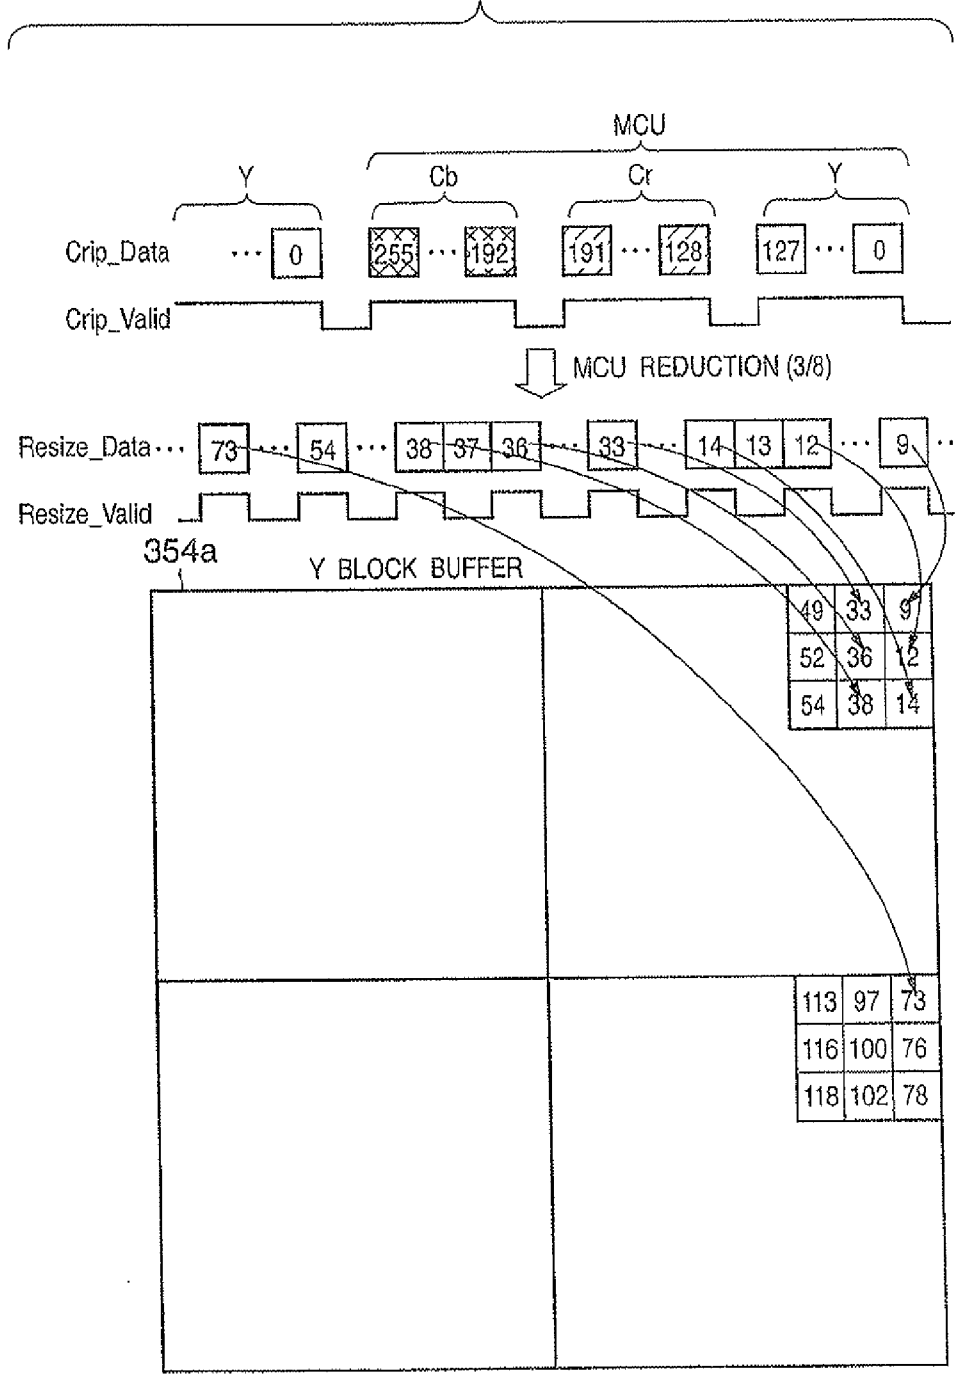 MCU
Y Cb Cr Y
Crip_Data ... 0 255 ... 192 191 ... 128 127 ... 0
Crip_Valid
MCU REDUCTION (3/8)
Resize_Data ... 73 ... 54 ... 38 37 36 ... 33 ... 14 13 12 ... 9 ...
Resize_Valid
354a
Y BLOCK BUFFER
49 33 9
52 36 12
54 38 14
113 97 73
116 100 76
118 102 78